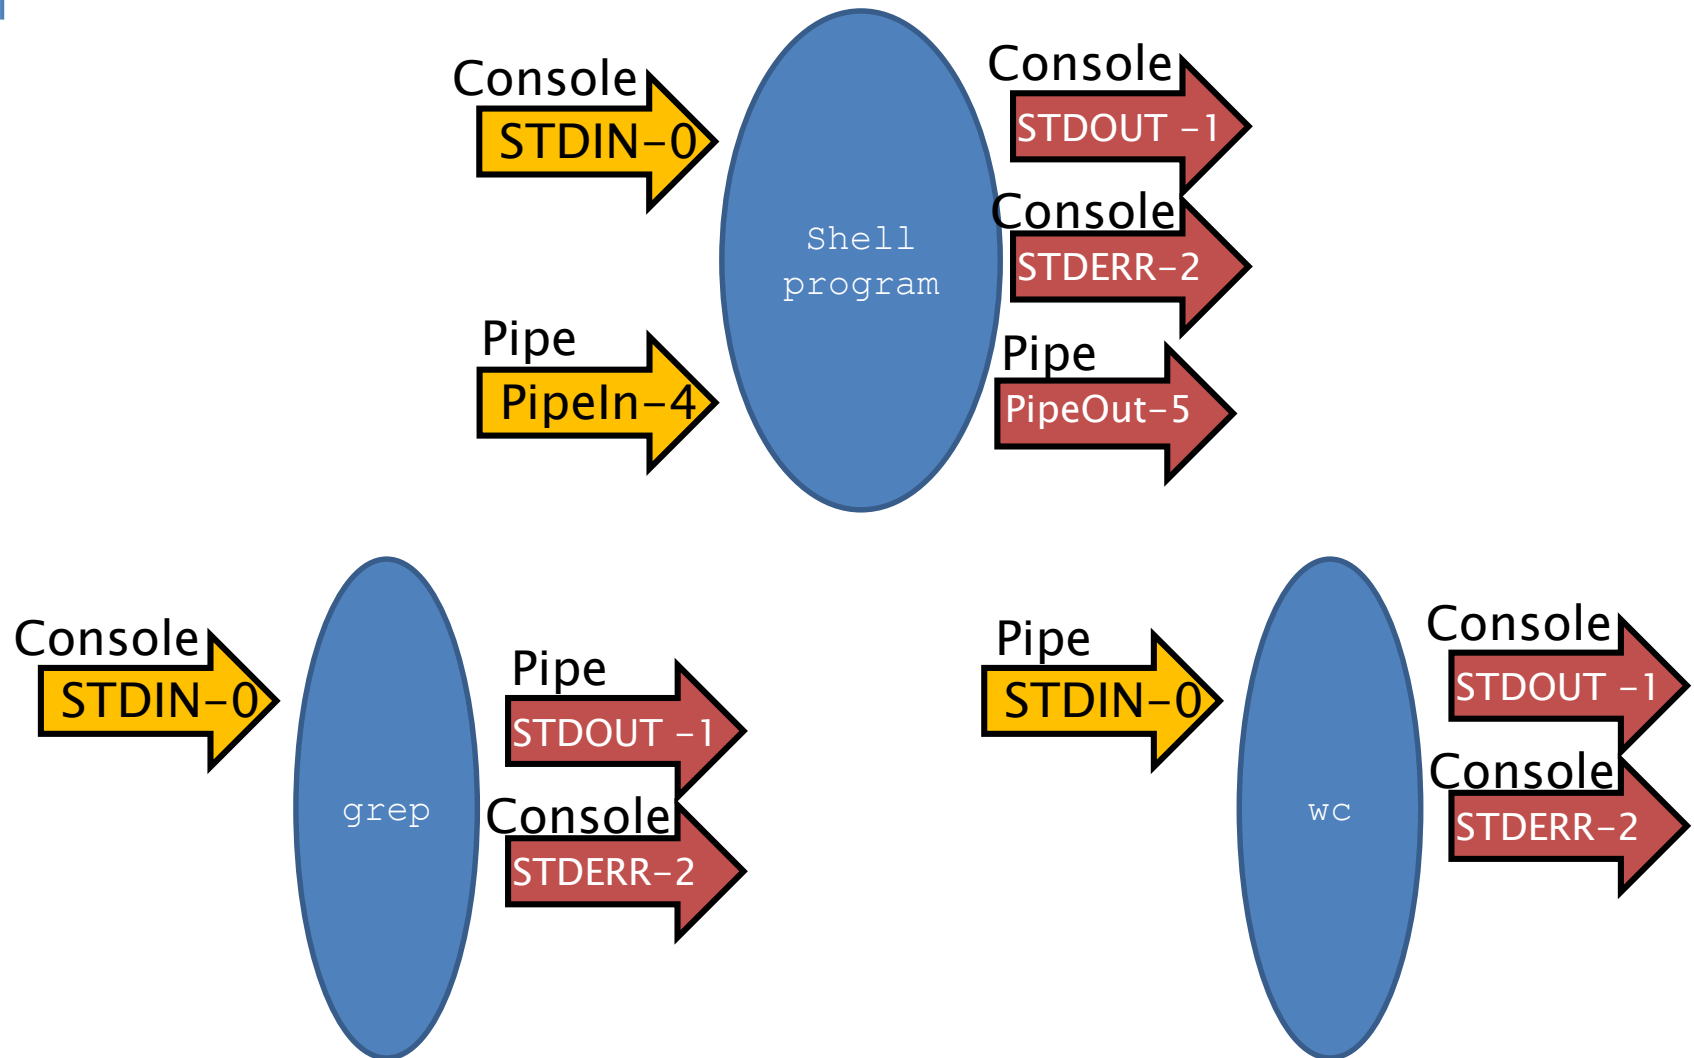 Console
STDIN-0
Console
STDOUT -1
Console
STDERR-2
Shell
program
Pipe
PipeIn-4
Pipe
PipeOut-5
Console
STDIN-0
grep
Pipe
STDOUT -1
Console
STDERR-2
Pipe
STDIN-0
wc
Console
STDOUT -1
Console
STDERR-2